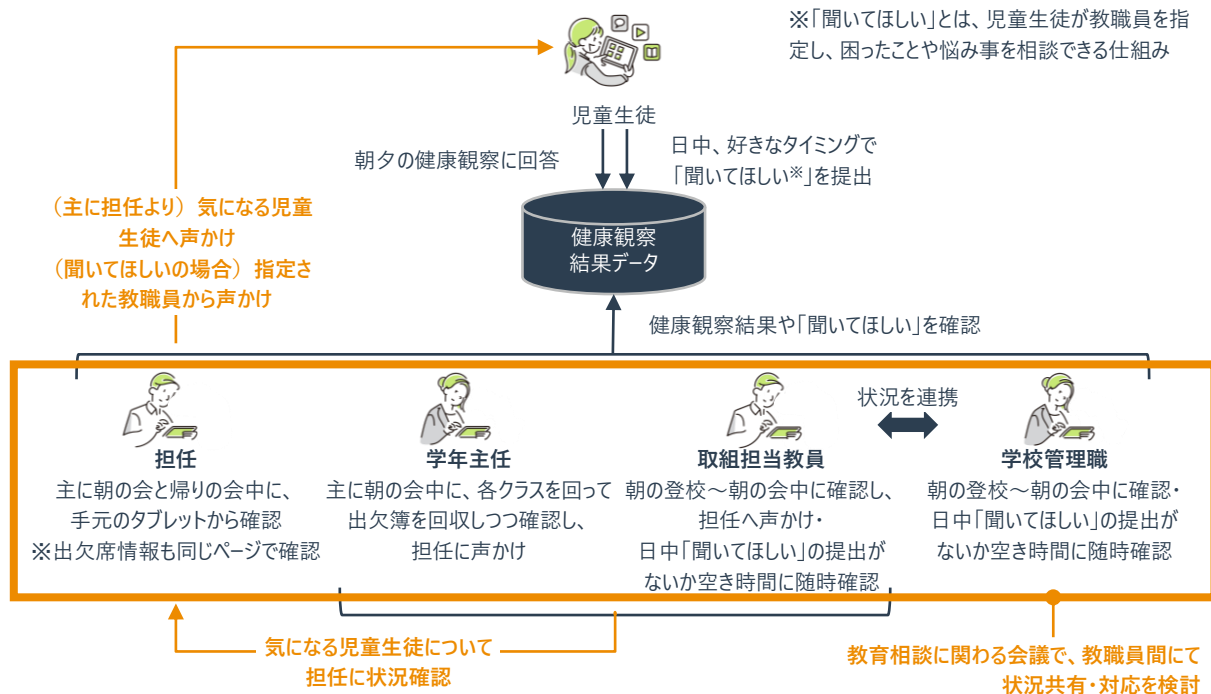 ※「聞いてほしい」とは、児童生徒が教職員を指
定し、困ったことや悩み事を相談できる仕組み
児童生徒
朝夕の健康観察に回答
日中、好きなタイミングで
「聞いてほしい※」を提出
（主に担任より）気になる児童
生徒へ声かけ
（聞いてほしいの場合）指定さ
れた教職員から声かけ
健康観察
結果データ
健康観察結果や「聞いてほしい」を確認
担任
主に朝の会と帰りの会中に、
手元のタブレットから確認
※出欠席情報も同じページで確認
学年主任
主に朝の会中に、各クラスを回って
出欠簿を回収しつつ確認し、
担任に声かけ
取組担当教員
朝の登校～朝の会中に確認し、
担任へ声かけ・
日中「聞いてほしい」の提出が
ないか空き時間に随時確認
状況を連携
学校管理職
朝の登校～朝の会中に確認・
日中「聞いてほしい」の提出が
ないか空き時間に随時確認
気になる児童生徒について
担任に状況確認
教育相談に関わる会議で、教職員間にて
状況共有・対応を検討